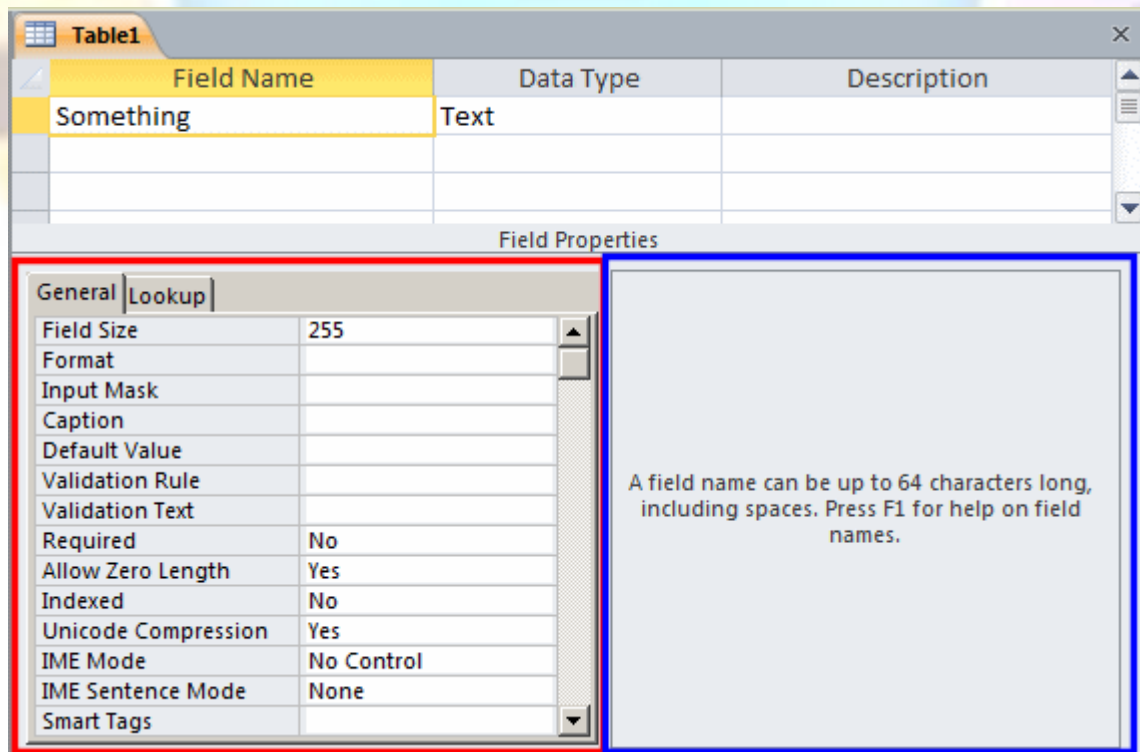 Table1
Field Name Data Type Description
Something Text
Field Properties
General Lookup
Field Size 255
Format
Input Mask
Caption
Default Value
Validation Rule
Validation Text
Required No
Allow Zero Length Yes
Indexed No
Unicode Compression Yes
IME Mode No Control
IME Sentence Mode None
Smart Tags
A field name can be up to 64 characters long,
including spaces. Press F1 for help on field
names.